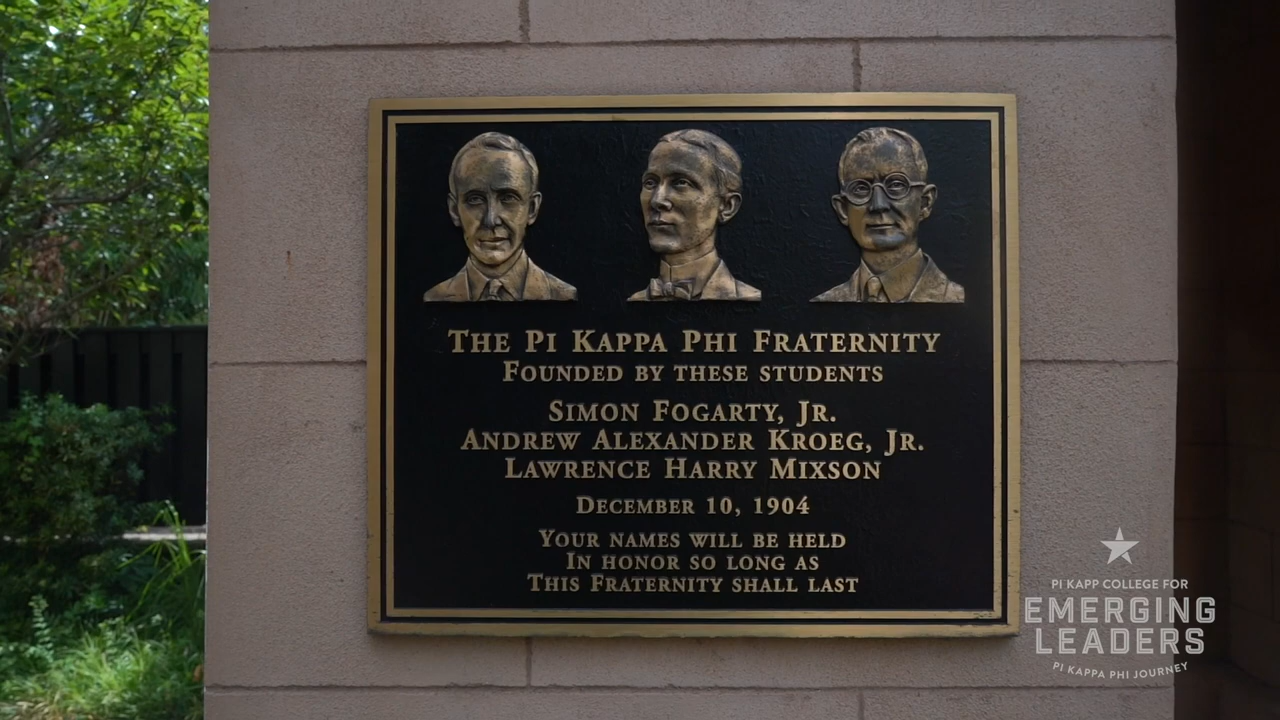 The Pi Kappa Phi Fraternity
Founded by these students
Simon Fogarty, Jr.
Andrew Alexander Kroeg, Jr.
Lawrence Harry Mixson
December 10, 1904
Your names will be held
In honor so long as
This Fraternity shall last
PI KAPP COLLEGE FOR
EMERGING
LEADERS
PI KAPPA PHI JOURNEY